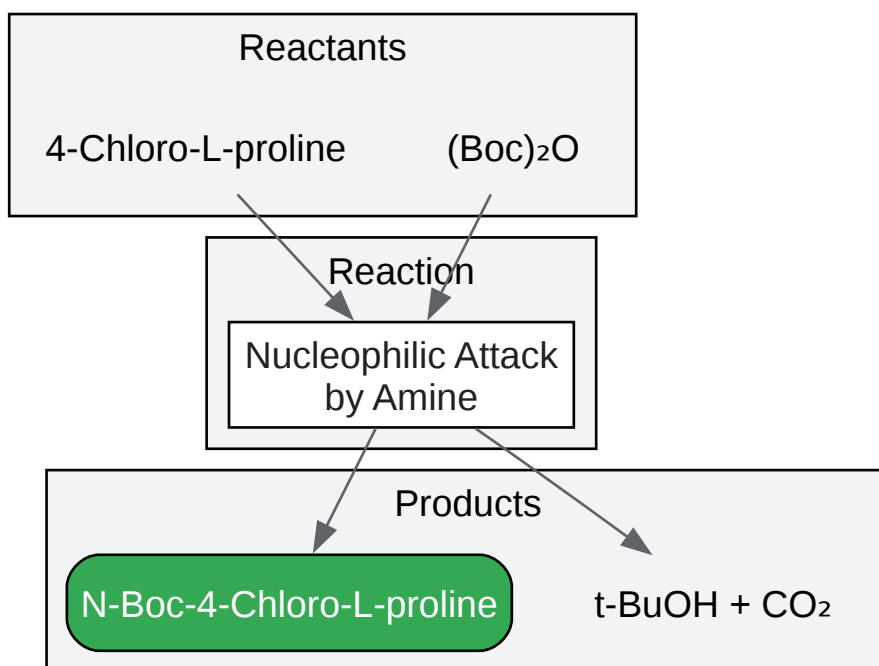 Reactants
4-Chloro-L-proline (Boc)₂O
Reaction
Nucleophilic Attack
by Amine
Products
N-Boc-4-Chloro-L-proline t-BuOH + CO₂